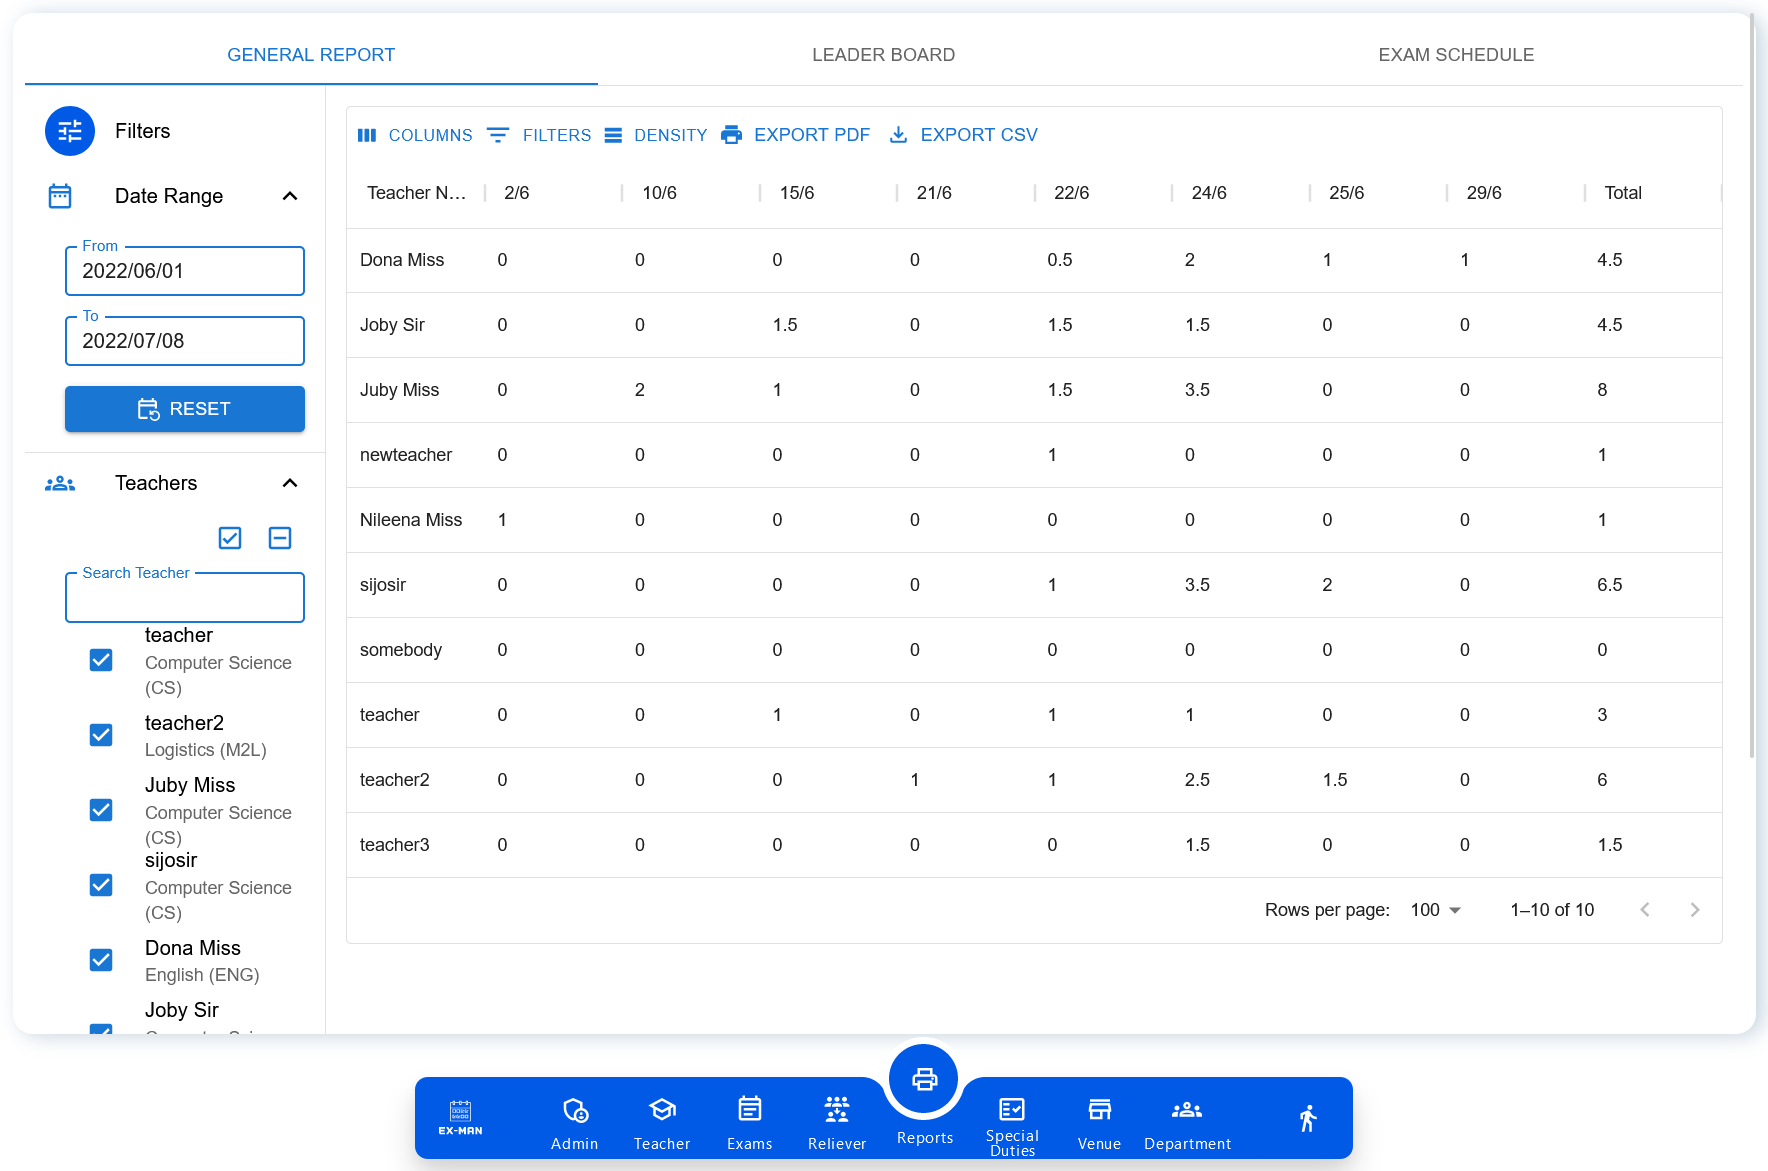 GENERAL REPORT
LEADER BOARD
EXAM SCHEDULE
Filters
Date Range
From
2022/06/01
To
2022/07/08
RESET
Teachers
Search Teacher
teacher
Computer Science
(CS)
teacher2
Logistics (M2L)
Juby Miss
Computer Science
(CS)
sijosir
Computer Science
(CS)
Dona Miss
English (ENG)
Joby Sir
COLUMNS FILTERS DENSITY EXPORT PDF EXPORT CSV
Teacher N... 2/6 10/6 15/6 21/6 22/6 24/6 25/6 29/6 Total
Dona Miss 0 0 0 0 0.5 2 1 1 4.5
Joby Sir 0 0 1.5 0 1.5 1.5 0 0 4.5
Juby Miss 0 2 1 0 1.5 3.5 0 0 8
newteacher 0 0 0 0 1 0 0 0 1
Nileena Miss 1 0 0 0 0 0 0 0 1
sijosir 0 0 0 0 1 3.5 2 0 6.5
somebody 0 0 0 0 0 0 0 0 0
teacher 0 0 1 0 1 1 0 0 3
teacher2 0 0 0 1 1 2.5 1.5 0 6
teacher3 0 0 0 0 0 1.5 0 0 1.5
Rows per page: 100 1–10 of 10
EX-MAN
Admin
Teacher
Exams
Reliever
Reports
Special
Duties
Venue
Department